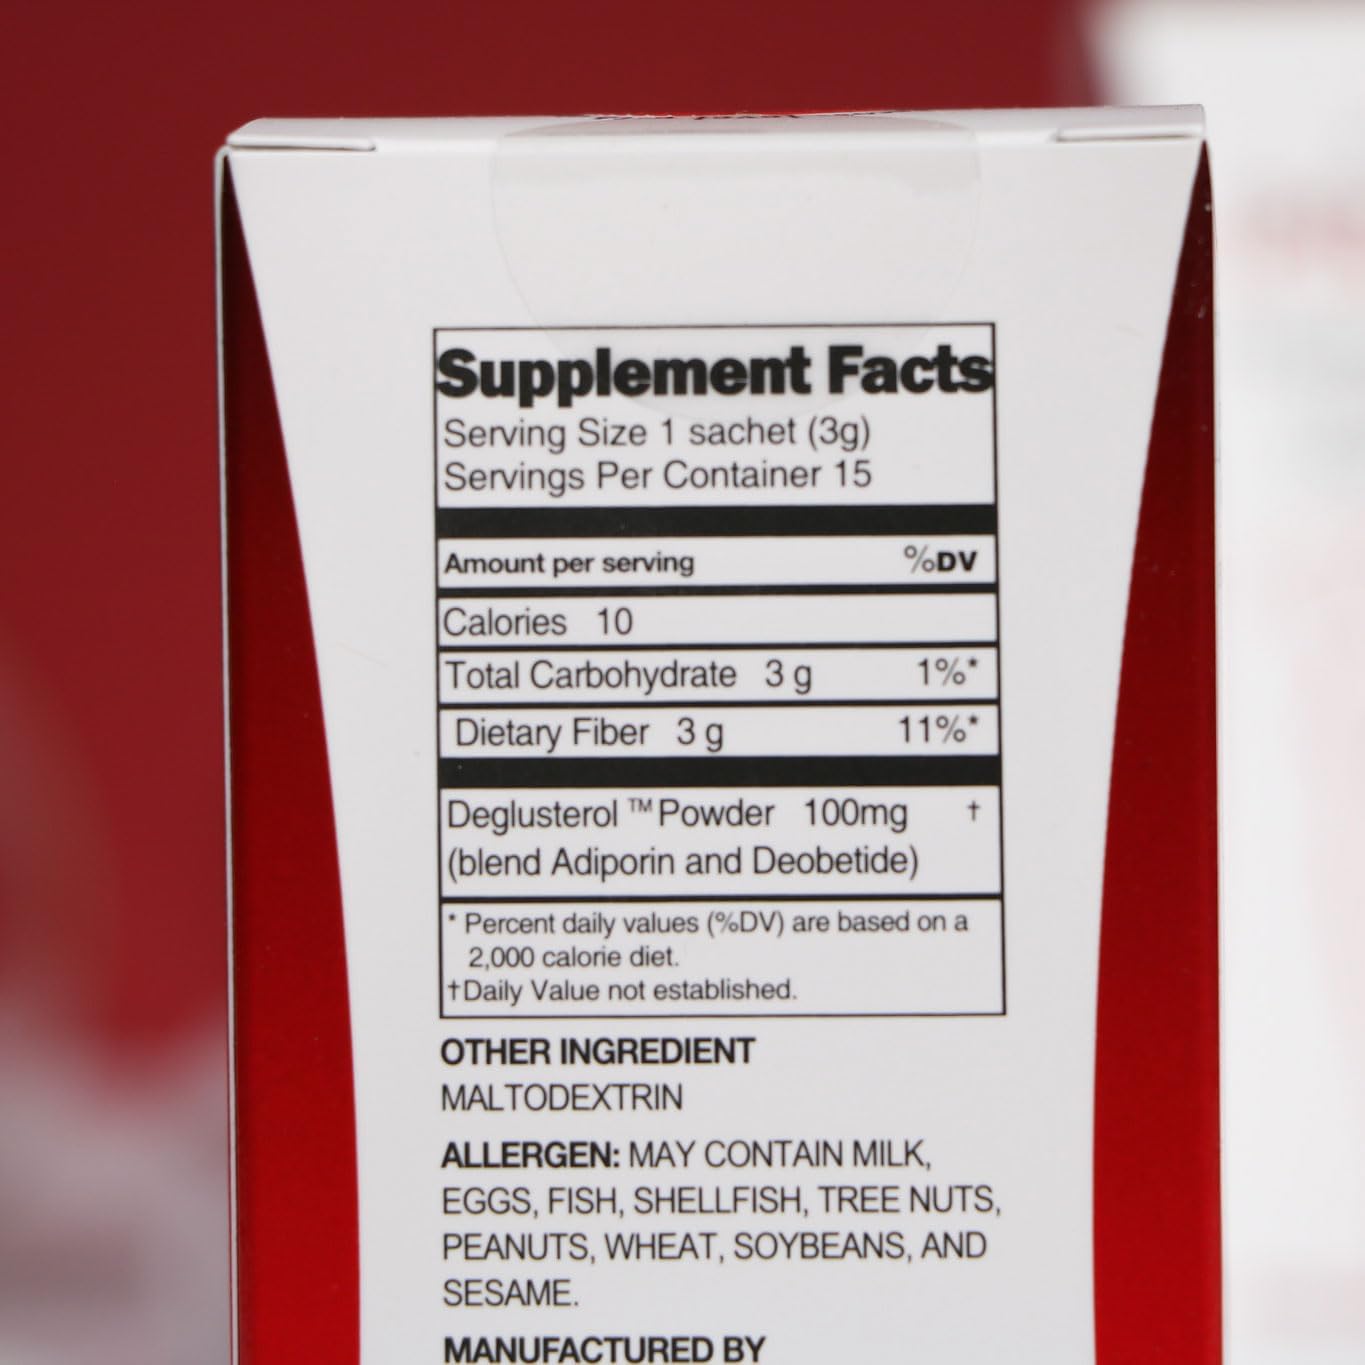 Supplement Facts
Serving Size 1 sachet (3g)
Servings Per Container 15
Amount per serving %DV
Calories 10
Total Carbohydrate 3 g 1%*
Dietary Fiber 3 g 11%*
Deglusterol™ Powder 100mg †
(blend Adiporin and Deobetide)
* Percent daily values (%DV) are based on a
2,000 calorie diet.
†Daily Value not established.
OTHER INGREDIENT
MALTODEXTRIN
ALLERGEN: MAY CONTAIN MILK,
EGGS, FISH, SHELLFISH, TREE NUTS,
PEANUTS, WHEAT, SOYBEANS, AND
SESAME.
MANUFACTURED BY